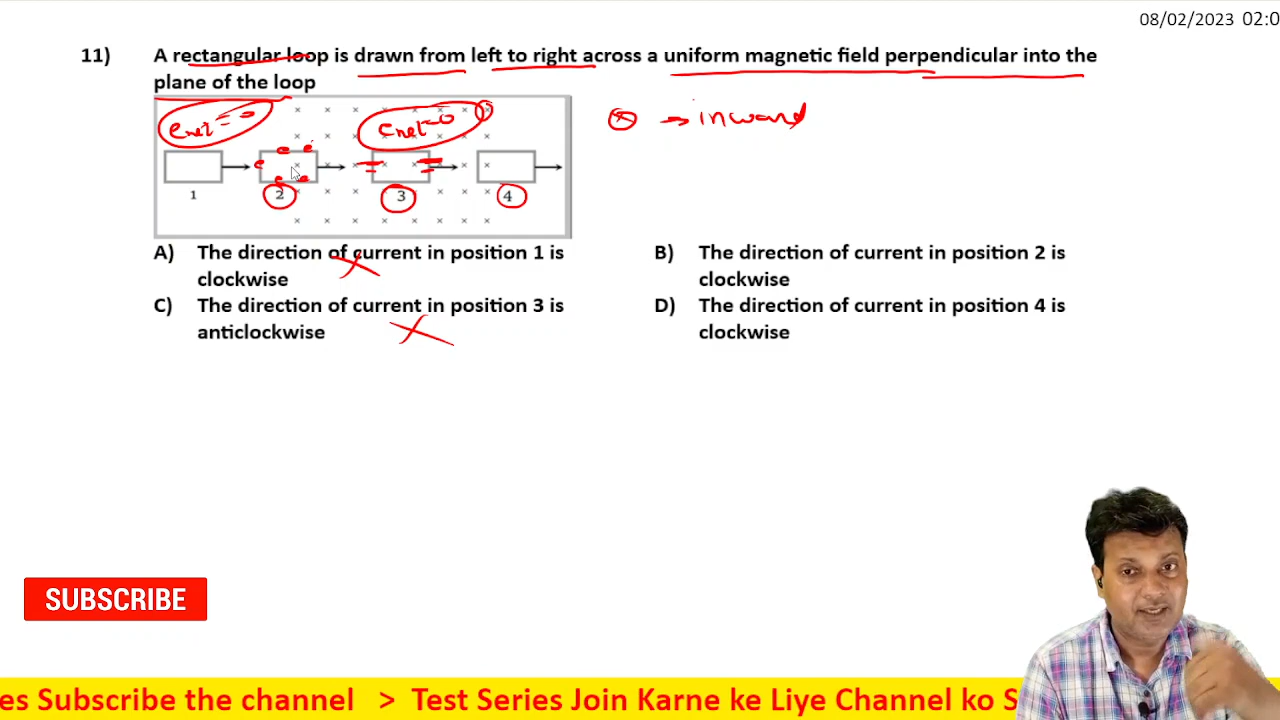 08/02/2023 02:0
11) A rectangular loop is drawn from left to right across a uniform magnetic field perpendicular into the
plane of the loop
enet=0
enet=0
⊗ → inward
e e e
e e
1 2 3 4
A) The direction of current in position 1 is
clockwise
B) The direction of current in position 2 is
clockwise
C) The direction of current in position 3 is
anticlockwise
D) The direction of current in position 4 is
clockwise
SUBSCRIBE
es Subscribe the channel > Test Series Join Karne ke Liye Channel ko S